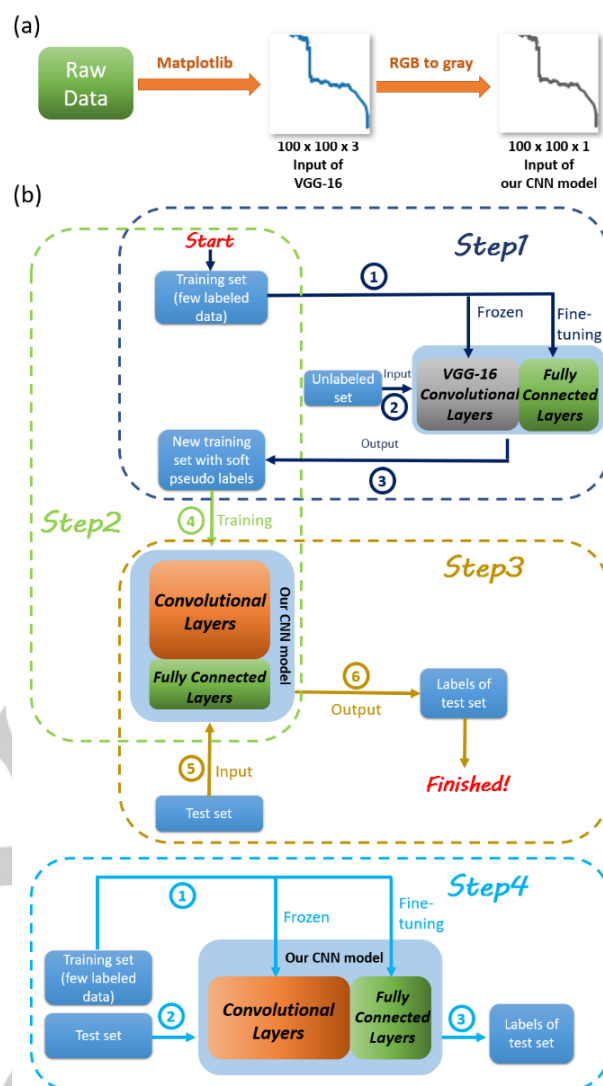 (a)
Raw
Data
Matplotlib
RGB to gray
100 x 100 x 3
Input of
VGG-16
100 x 100 x 1
Input of
our CNN model
(b)
Start
Step1
Training set
(few labeled
data)
1
Frozen
Fine-
tuning
Unlabeled
set
Input
2
VGG-16
Convolutional
Layers
Fully
Connected
Layers
Output
3
New training
set with soft
pseudo labels
Step2
4
Training
Step3
Convolutional
Layers
Fully Connected
Layers
Our CNN model
6
Output
Labels of
test set
5
Input
Finished!
Test set
Step4
1
Frozen
Fine-
tuning
Training set
(few labeled
data)
Our CNN model
Convolutional
Layers
Fully
Connected
Layers
Test set
2
3
Labels of
test set